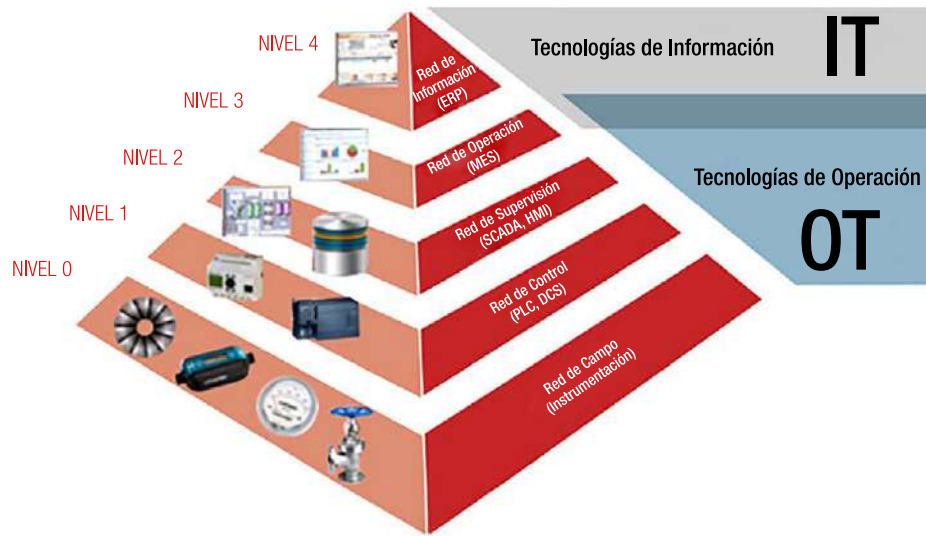 NIVEL 4
NIVEL 3
NIVEL 2
NIVEL 1
NIVEL 0
Red de
Información
(ERP)
Red de Operación
(MES)
Red de Supervisión
(SCADA, HMI)
Red de Control
(PLC, DCS)
Red de Campo
(Instrumentación)
Tecnologías de Información
IT
Tecnologías de Operación
OT